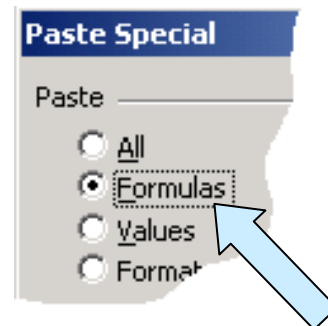 Paste Special
Paste
All
Formulas
Values
Format